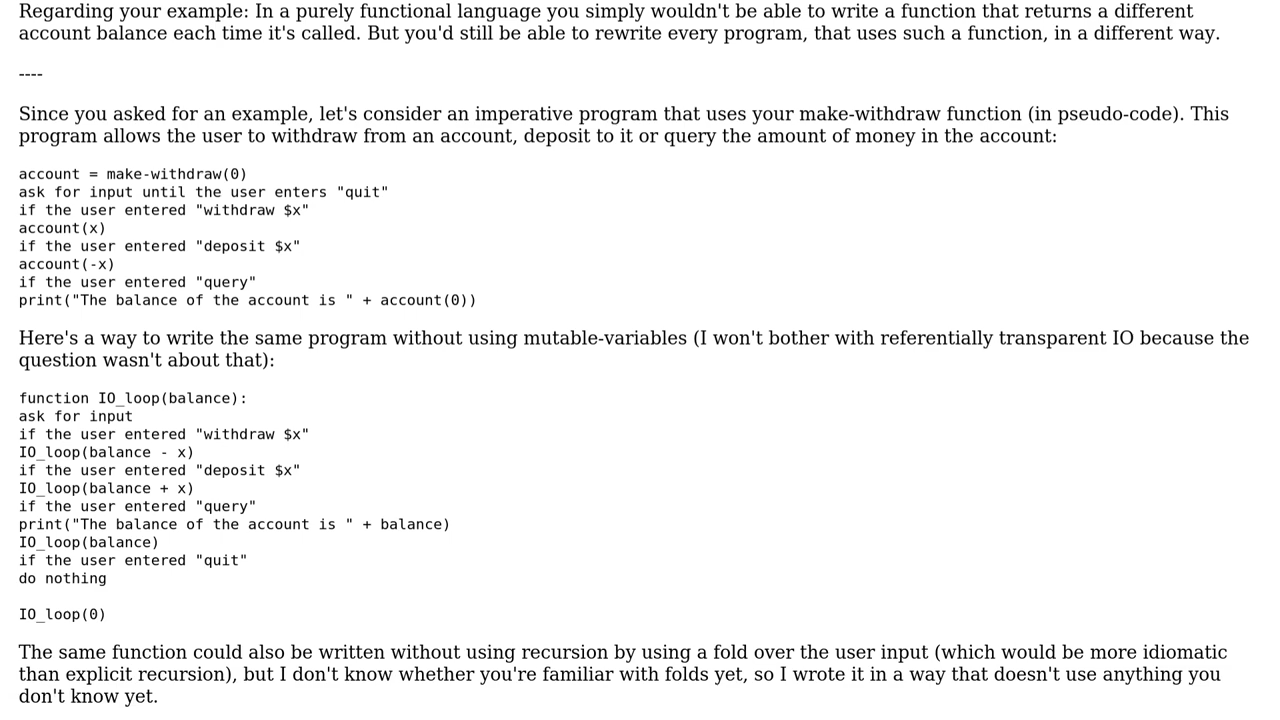 Regarding your example: In a purely functional language you simply wouldn't be able to write a function that returns a different
account balance each time it's called. But you'd still be able to rewrite every program, that uses such a function, in a different way.
----
Since you asked for an example, let's consider an imperative program that uses your make-withdraw function (in pseudo-code). This
program allows the user to withdraw from an account, deposit to it or query the amount of money in the account:
account = make-withdraw(0)
ask for input until the user enters "quit"
if the user entered "withdraw $x"
account(x)
if the user entered "deposit $x"
account(-x)
if the user entered "query"
print("The balance of the account is " + account(0))
Here's a way to write the same program without using mutable-variables (I won't bother with referentially transparent IO because the
question wasn't about that):
function IO_loop(balance):
ask for input
if the user entered "withdraw $x"
IO_loop(balance - x)
if the user entered "deposit $x"
IO_loop(balance + x)
if the user entered "query"
print("The balance of the account is " + balance)
IO_loop(balance)
if the user entered "quit"
do nothing
IO_loop(0)
The same function could also be written without using recursion by using a fold over the user input (which would be more idiomatic
than explicit recursion), but I don't know whether you're familiar with folds yet, so I wrote it in a way that doesn't use anything you
don't know yet.